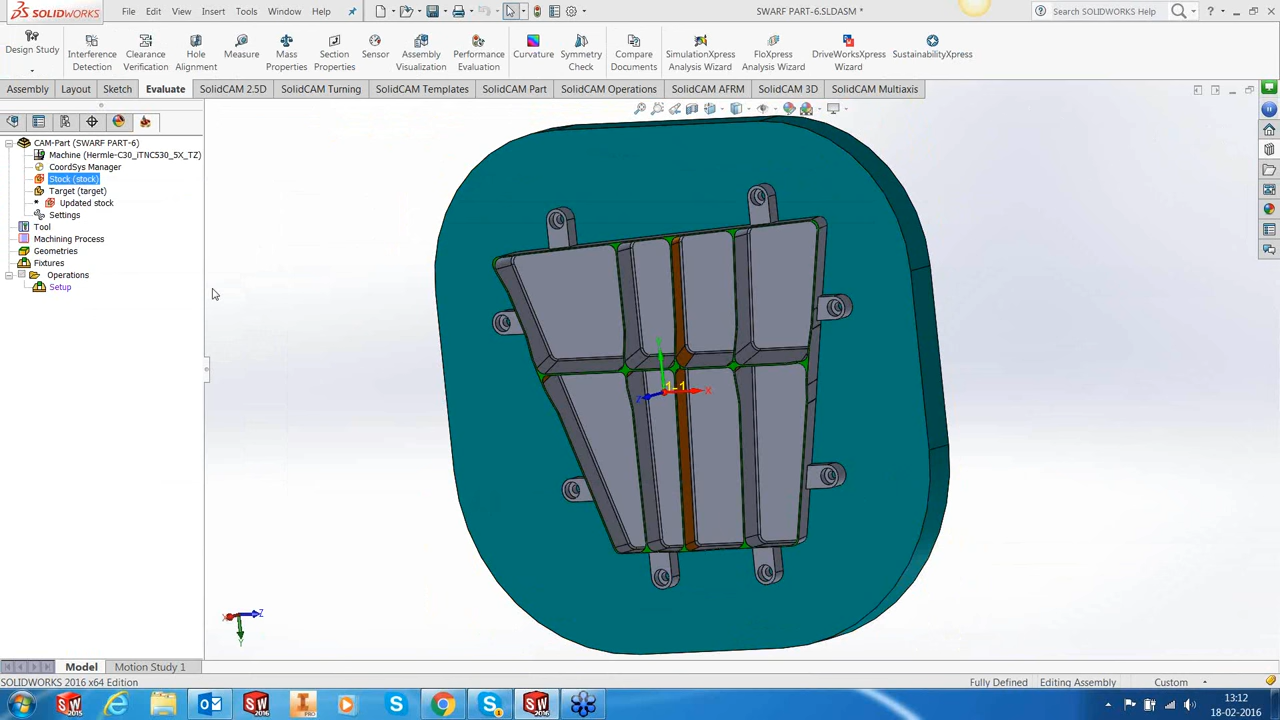 SOLIDWORKS File Edit View Insert Tools Window Help SWARF PART-6.SLDASM * Search SOLIDWORKS Help
Design Study
Interference Detection
Clearance Verification
Hole Alignment
Measure
Mass Properties
Section Properties
Sensor
Assembly Visualization
Performance Evaluation
Curvature
Symmetry Check
Compare Documents
SimulationXpress Analysis Wizard
FloXpress Analysis Wizard
DriveWorksXpress Wizard
SustainabilityXpress
Assembly Layout Sketch Evaluate SolidCAM 2.5D SolidCAM Turning SolidCAM Templates SolidCAM Part SolidCAM Operations SolidCAM AFRM SolidCAM 3D SolidCAM Multiaxis
CAM-Part (SWARF PART-6)
Machine (Hermle-C30_iTNC530_5X_TZ)
CoordSys Manager
Stock (stock)
Target (target)
* Updated stock
Settings
Tool
Machining Process
Geometries
Fixtures
Operations
Setup
1-1
X
Y
Z
X
Z
Y
Model Motion Study 1
SOLIDWORKS 2016 x64 Edition Fully Defined Editing Assembly Custom
13:12
18-02-2016